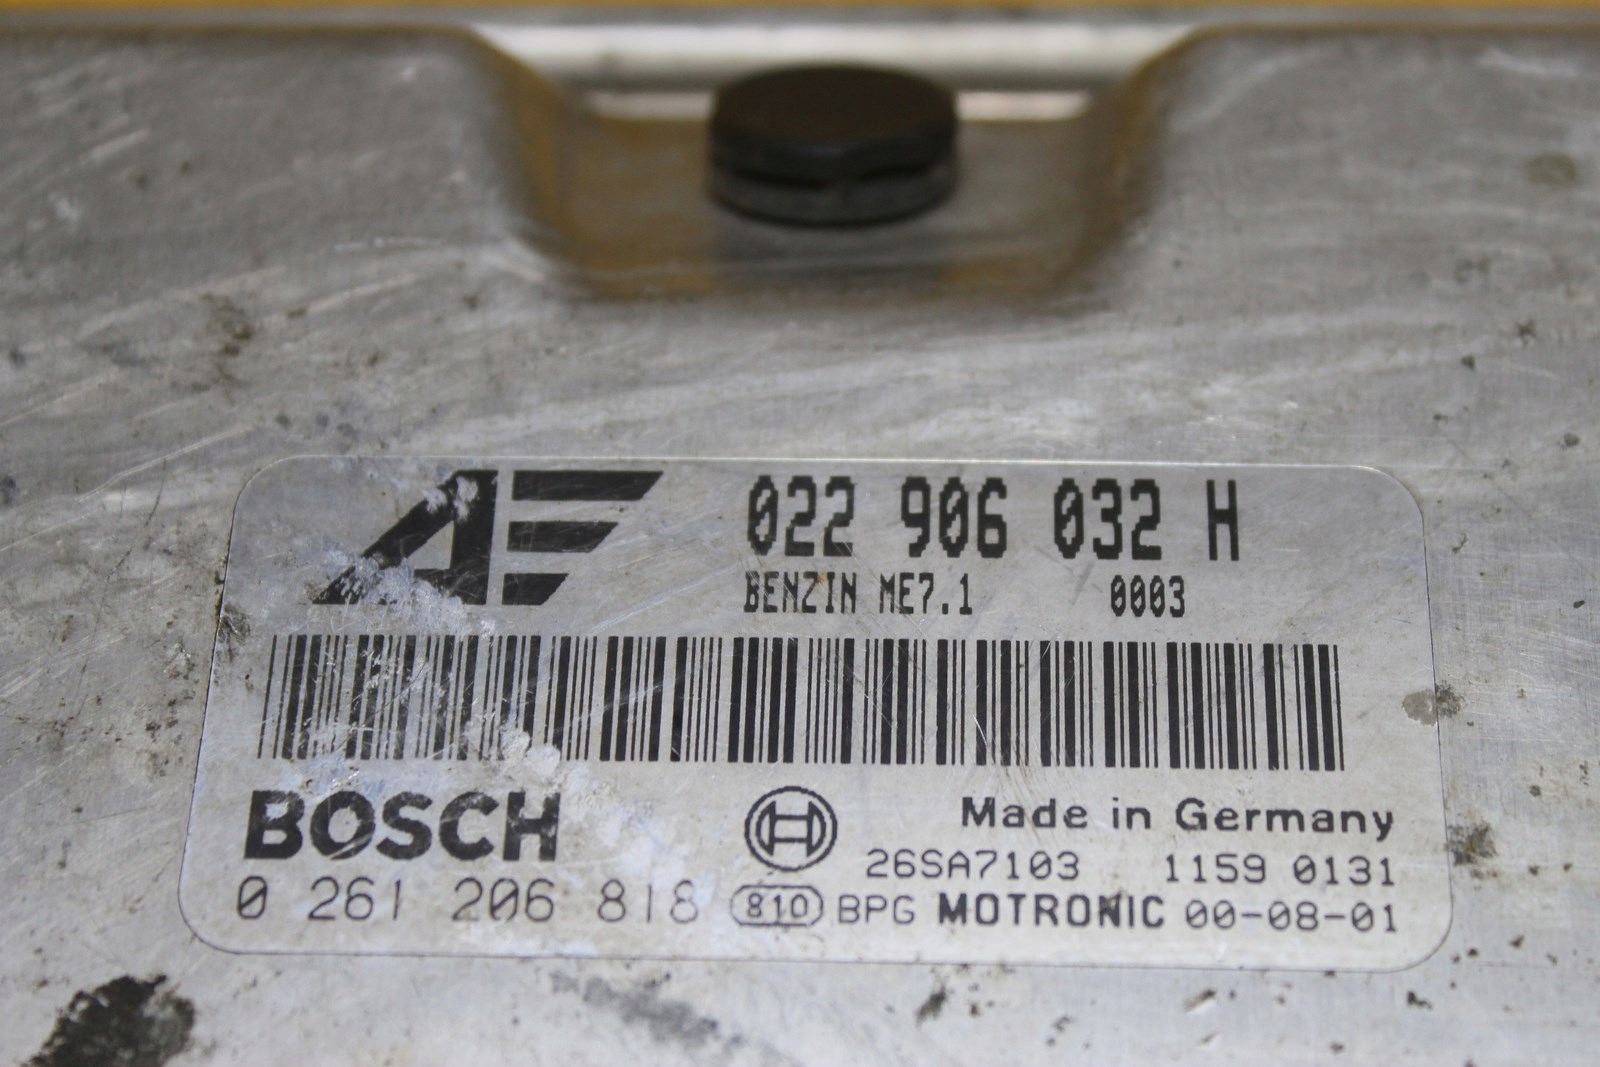 AE 022 906 032 H
BENZIN ME7.1 0003
BOSCH Made in Germany
26SA7103 1159 0131
0 261 206 818 810 BPG MOTRONIC 00-08-01